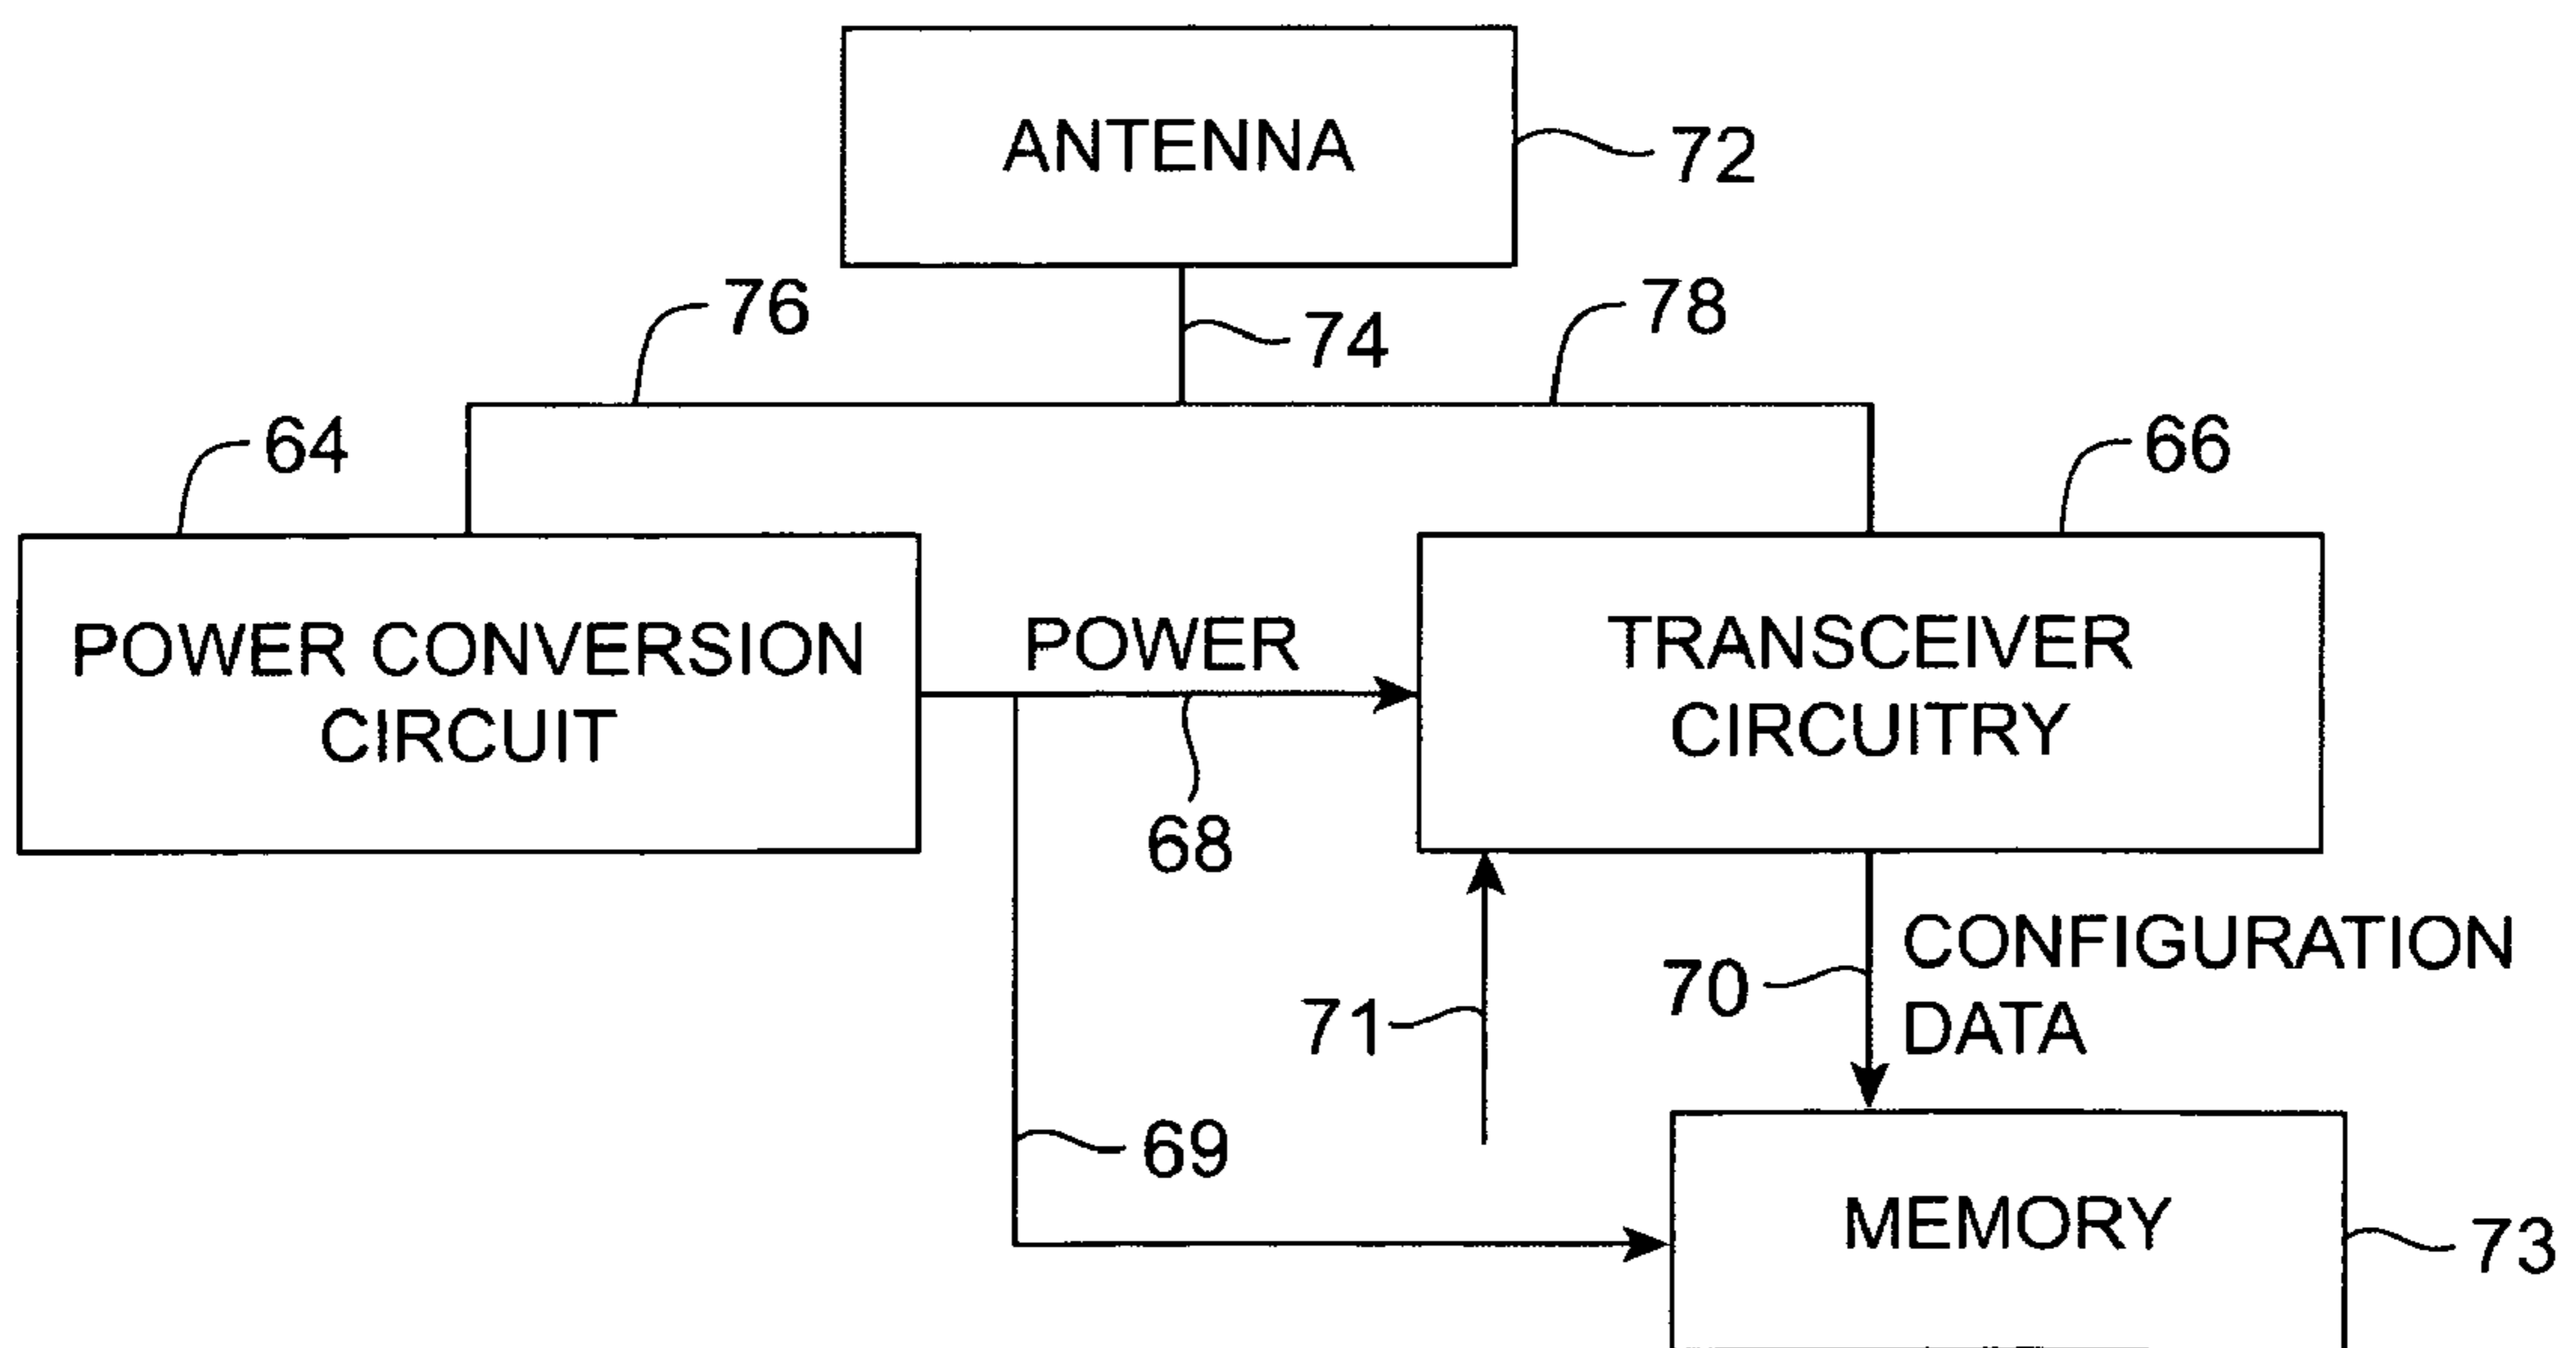 ANTENNA
72
76
74
78
64
66
POWER CONVERSION
CIRCUIT
POWER
68
TRANSCEIVER
CIRCUITRY
71
70
CONFIGURATION
DATA
69
MEMORY
73